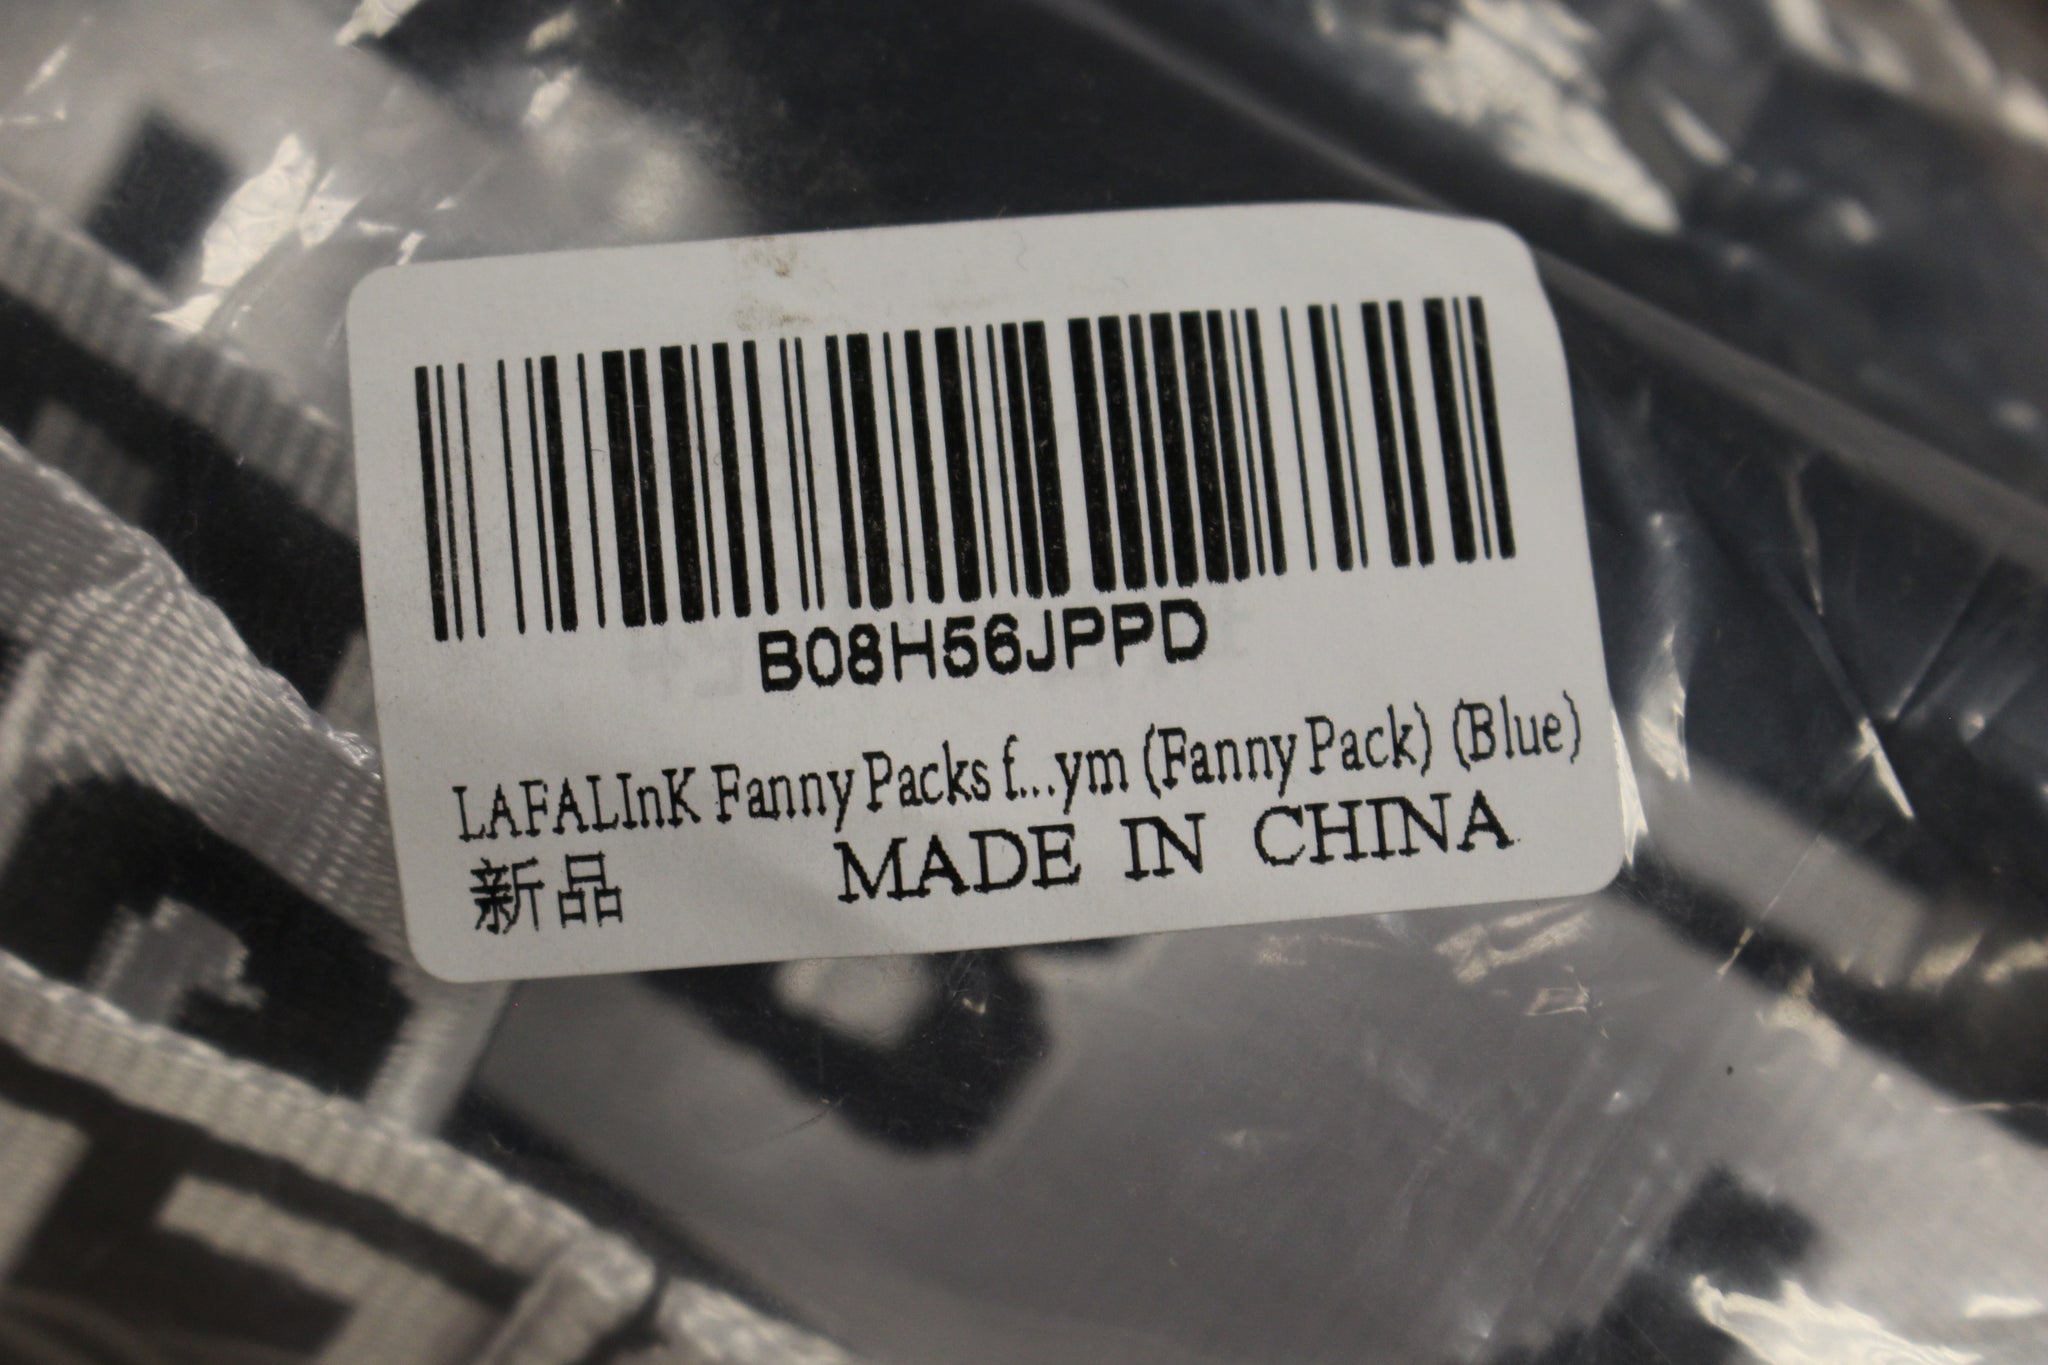 B08H56JPPD
LAFALInK Fanny Packs f...ym (Fanny Pack) (Blue)
新品 MADE IN CHINA